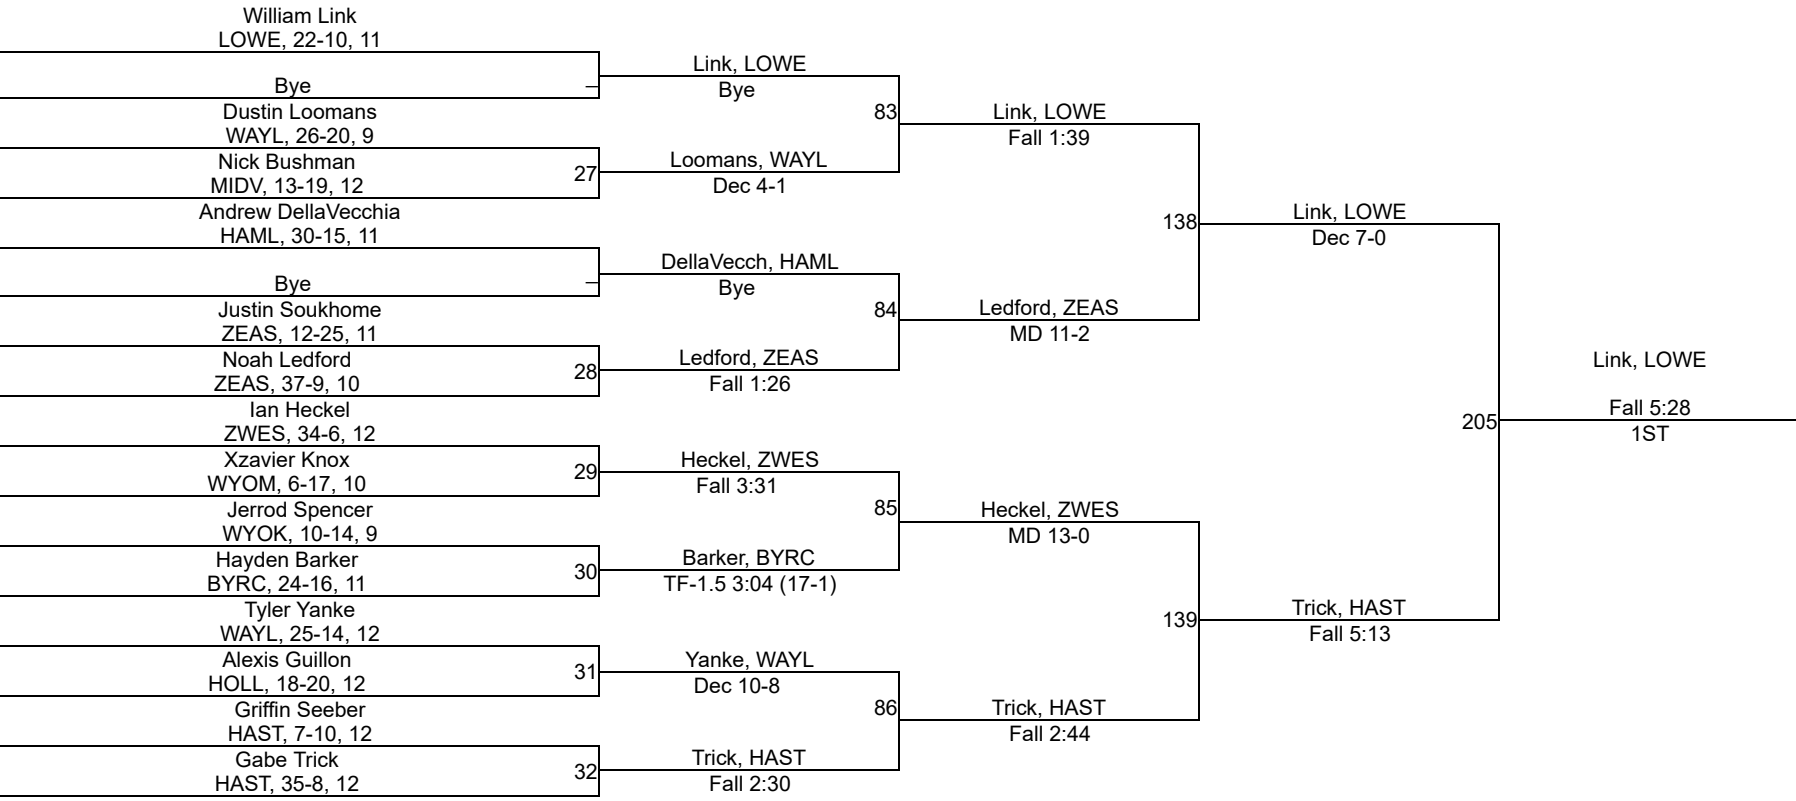 William Link
LOWE, 22-10, 11
Bye
–
Dustin Loomans
WAYL, 26-20, 9
Nick Bushman
MIDV, 13-19, 12
27
Andrew DellaVecchia
HAML, 30-15, 11
Bye
–
Justin Soukhome
ZEAS, 12-25, 11
Noah Ledford
ZEAS, 37-9, 10
28
Ian Heckel
ZWES, 34-6, 12
Xzavier Knox
WYOM, 6-17, 10
29
Jerrod Spencer
WYOK, 10-14, 9
Hayden Barker
BYRC, 24-16, 11
30
Tyler Yanke
WAYL, 25-14, 12
Alexis Guillon
HOLL, 18-20, 12
31
Griffin Seeber
HAST, 7-10, 12
Gabe Trick
HAST, 35-8, 12
32
Link, LOWE
Bye
83
Loomans, WAYL
Dec 4-1
DellaVecch, HAML
Bye
84
Ledford, ZEAS
Fall 1:26
Heckel, ZWES
Fall 3:31
85
Barker, BYRC
TF-1.5 3:04 (17-1)
Yanke, WAYL
Dec 10-8
86
Trick, HAST
Fall 2:30
Link, LOWE
Fall 1:39
138
Ledford, ZEAS
MD 11-2
Heckel, ZWES
MD 13-0
139
Trick, HAST
Fall 2:44
Link, LOWE
Dec 7-0
205
Trick, HAST
Fall 5:13
Link, LOWE
Fall 5:28
1ST